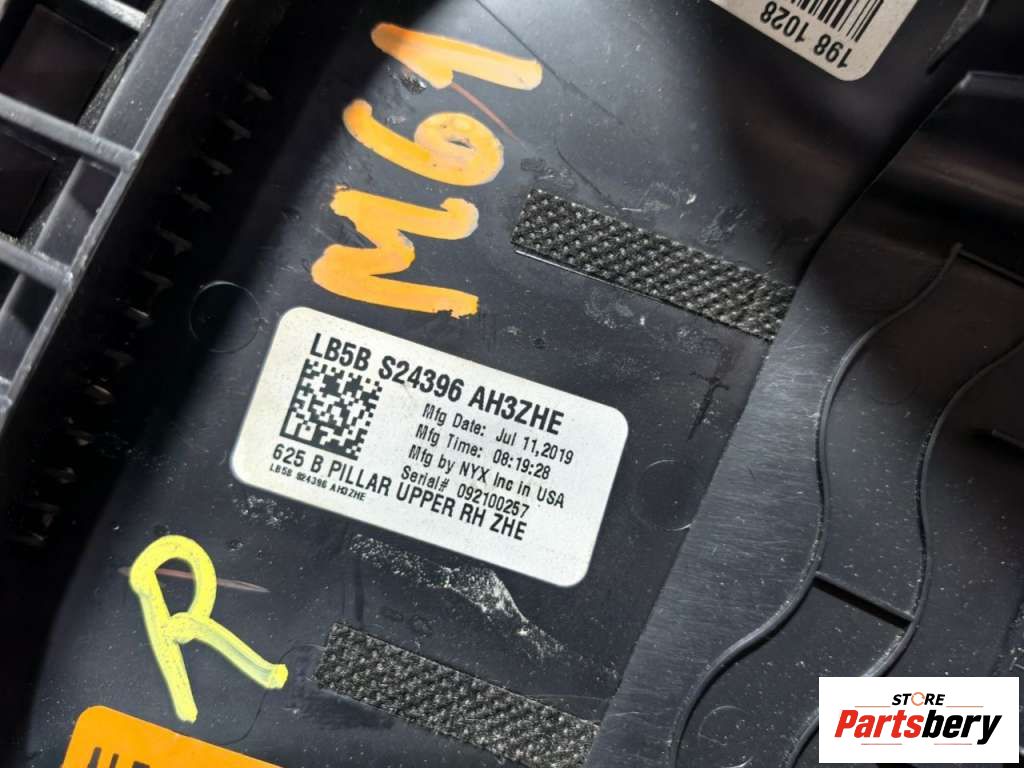 198 1028
M61
LB5B S24396 AH3ZHE
Mfg Date: Jul 11,2019
Mfg Time: 08:19:28
Mfg by NYX Inc in USA
Serial# 092100257
625 B PILLAR UPPER RH ZHE
LB5B S24396 AH3ZHE
R
STORE
Partsbery